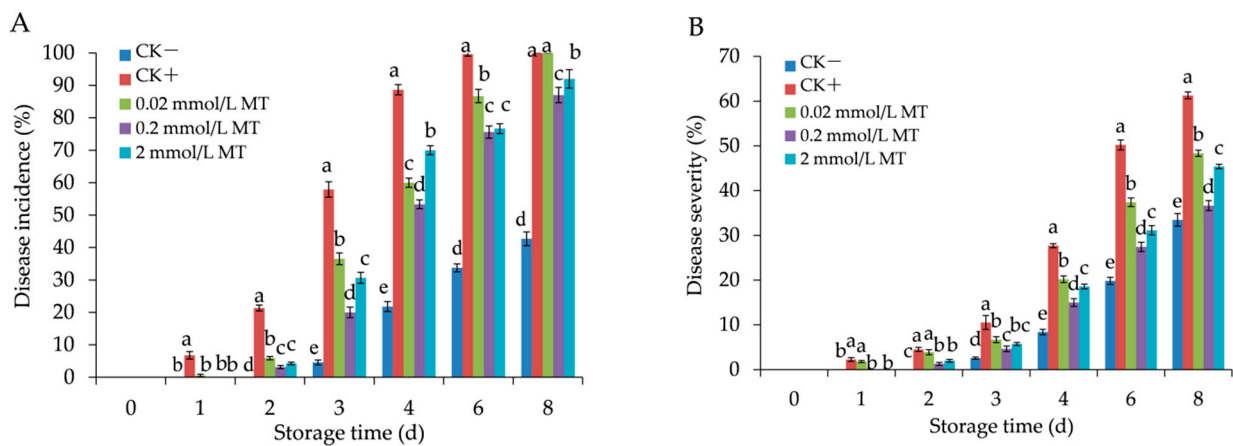 A
Disease incidence (%)
100
90
80
70
60
50
40
30
20
10
0
CK−
CK+
0.02 mmol/L MT
0.2 mmol/L MT
2 mmol/L MT
b a b bb
d a b c c
e a b d c
e a c d b
d a b c c
d a a c b
0 1 2 3 4 6 8
Storage time (d)
B
Disease severity (%)
70
60
50
40
30
20
10
0
CK−
CK+
0.02 mmol/L MT
0.2 mmol/L MT
2 mmol/L MT
b a a b b
c a a b b
d a b c bc
e a b d c
e a b d c
e a b d c
0 1 2 3 4 6 8
Storage time (d)